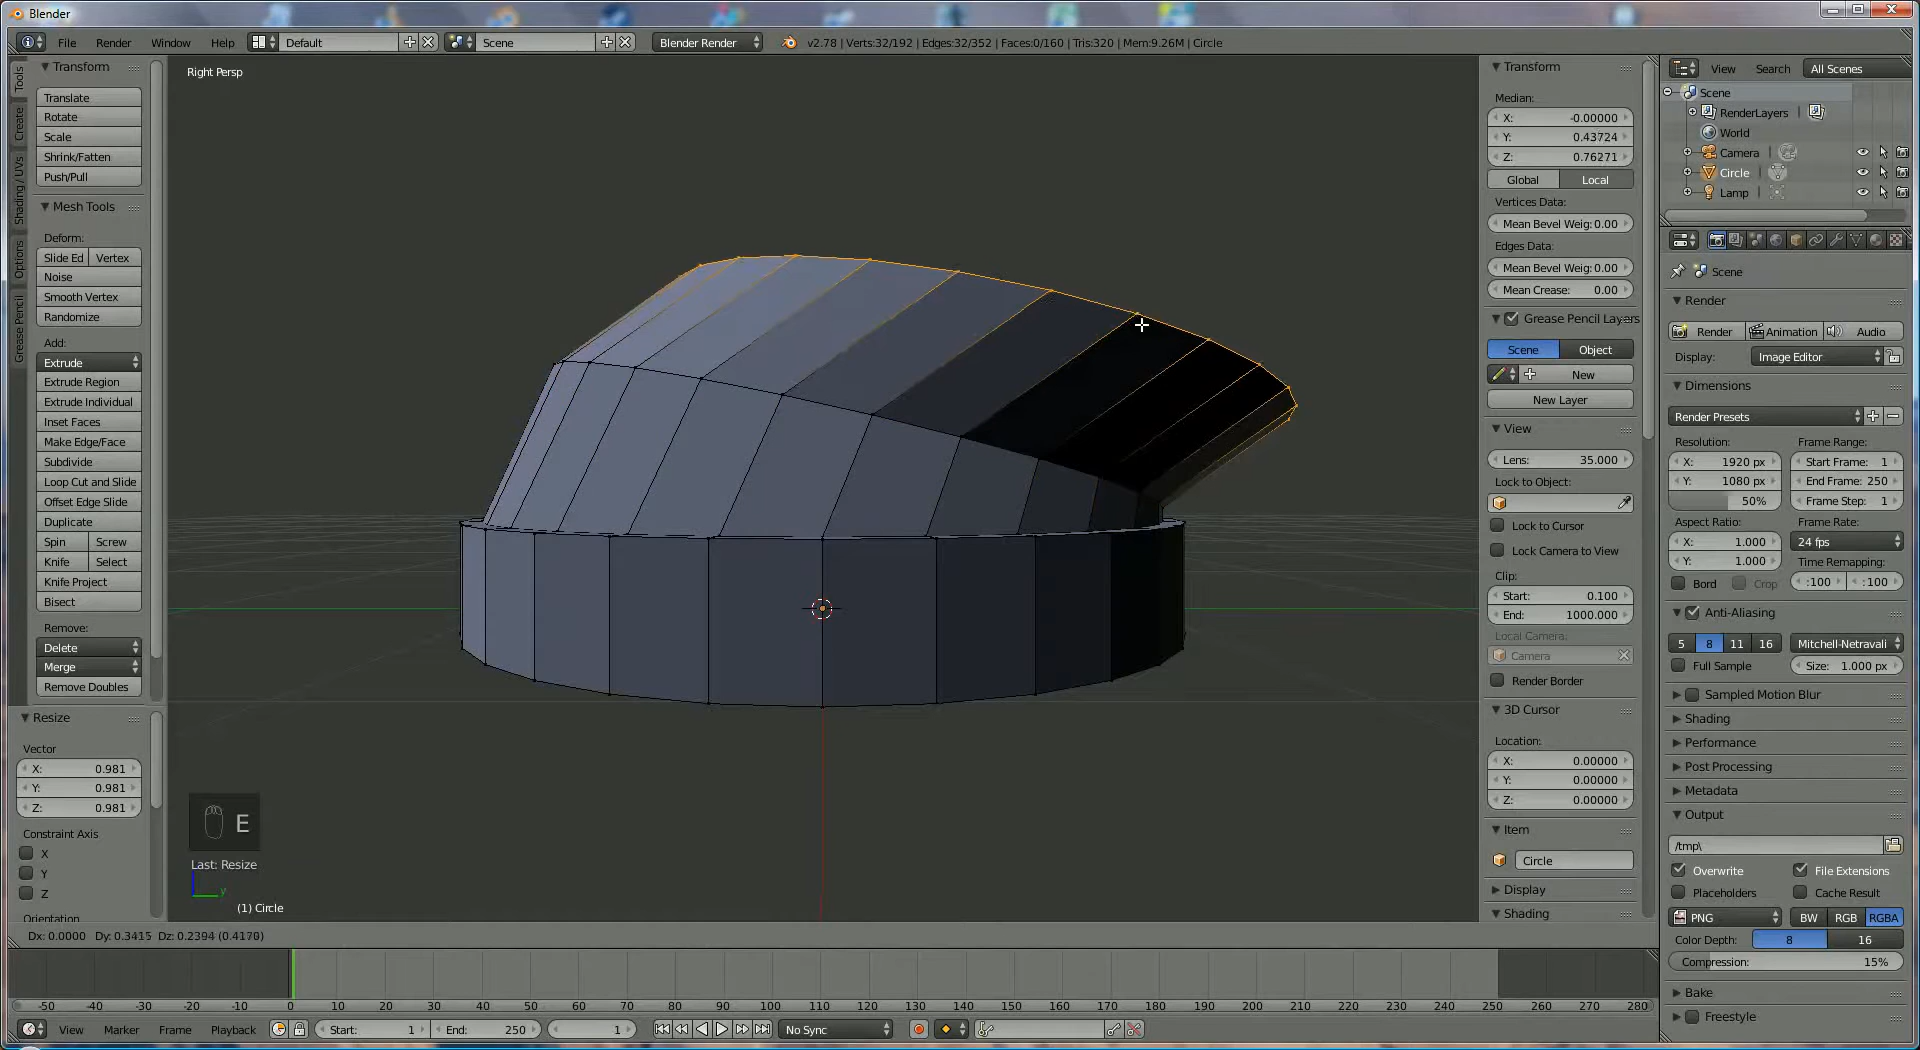 Blender
File Render Window Help Default Scene Blender Render v2.78 | Verts:32/192 | Edges:32/352 | Faces:0/160 | Tris:320 | Mem:9.26M | Circle
Tools
Create
Shading / UVs
Options
Grease Pencil
Transform
Translate
Rotate
Scale
Shrink/Fatten
Push/Pull
Mesh Tools
Deform:
Slide Ed Vertex
Noise
Smooth Vertex
Randomize
Add:
Extrude
Extrude Region
Extrude Individual
Inset Faces
Make Edge/Face
Subdivide
Loop Cut and Slide
Offset Edge Slide
Duplicate
Spin Screw
Knife Select
Knife Project
Bisect
Remove:
Delete
Merge
Remove Doubles
Resize
Vector
X: 0.981
Y: 0.981
Z: 0.981
Constraint Axis
X
Y
Z
Orientation
Right Persp
E
Last: Resize
y
(1) Circle
Dx: 0.0000 Dy: 0.3415 Dz: 0.2394 (0.4170)
Transform
Median:
X: -0.00000
Y: 0.43724
Z: 0.76271
Global Local
Vertices Data:
Mean Bevel Weig: 0.00
Edges Data:
Mean Bevel Weig: 0.00
Mean Crease: 0.00
Grease Pencil Layers
Scene Object
New
New Layer
View
Lens: 35.000
Lock to Object:
Lock to Cursor
Lock Camera to View
Clip:
Start: 0.100
End: 1000.000
Local Camera:
Camera
Render Border
3D Cursor
Location:
X: 0.00000
Y: 0.00000
Z: 0.00000
Item
Circle
Display
Shading
View Search All Scenes
Scene
RenderLayers |
World
Camera |
Circle |
Lamp |
Scene
Render
Render Animation Audio
Display: Image Editor
Dimensions
Render Presets
Resolution: Frame Range:
X: 1920 px Start Frame: 1
Y: 1080 px End Frame: 250
50% Frame Step: 1
Aspect Ratio: Frame Rate:
X: 1.000 24 fps
Y: 1.000 Time Remapping:
Bord Crop :100 :100
Anti-Aliasing
5 8 11 16 Mitchell-Netravali
Full Sample Size: 1.000 px
Sampled Motion Blur
Shading
Performance
Post Processing
Metadata
Output
/tmp\
Overwrite File Extensions
Placeholders Cache Result
PNG BW RGB RGBA
Color Depth: 8 16
Compression: 15%
Bake
Freestyle
-50 -40 -30 -20 -10 0 10 20 30 40 50 60 70 80 90 100 110 120 130 140 150 160 170 180 190 200 210 220 230 240 250 260 270 280
View Marker Frame Playback Start: 1 End: 250 1 No Sync